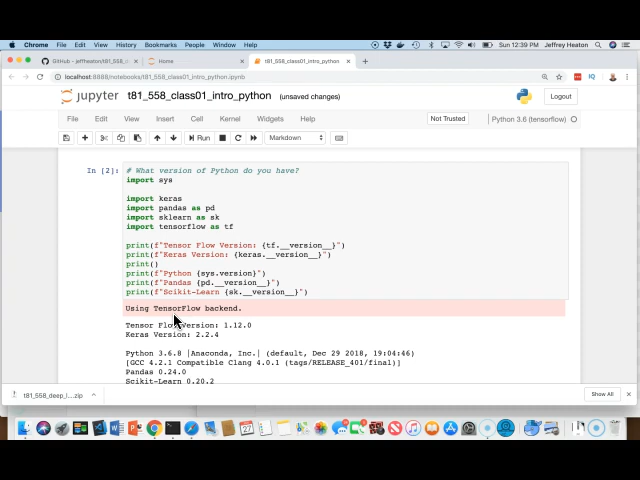 Chrome File Edit View History Bookmarks People Window Help Sun 12:39 PM Jeffrey Heaton
GitHub - jeffheaton/t81_558_c Home t81_558_class01_intro_python
localhost:8888/notebooks/t81_558_class01_intro_python.ipynb
jupyter t81_558_class01_intro_python (unsaved changes) Logout
File Edit View Insert Cell Kernel Widgets Help Not Trusted Python 3.6 (tensorflow)
Run Markdown
In [2]: # What version of Python do you have?
import sys
import keras
import pandas as pd
import sklearn as sk
import tensorflow as tf
print(f"Tensor Flow Version: {tf.__version__}")
print(f"Keras Version: {keras.__version__}")
print()
print(f"Python {sys.version}")
print(f"Pandas {pd.__version__}")
print(f"Scikit-Learn {sk.__version__}")
Using TensorFlow backend.
Tensor Flow Version: 1.12.0
Keras Version: 2.2.4
Python 3.6.8 |Anaconda, Inc.| (default, Dec 29 2018, 19:04:46)
[GCC 4.2.1 Compatible Clang 4.0.1 (tags/RELEASE_401/final)]
Pandas 0.24.0
Scikit-Learn 0.20.2
t81_558_deep_l....zip Show All